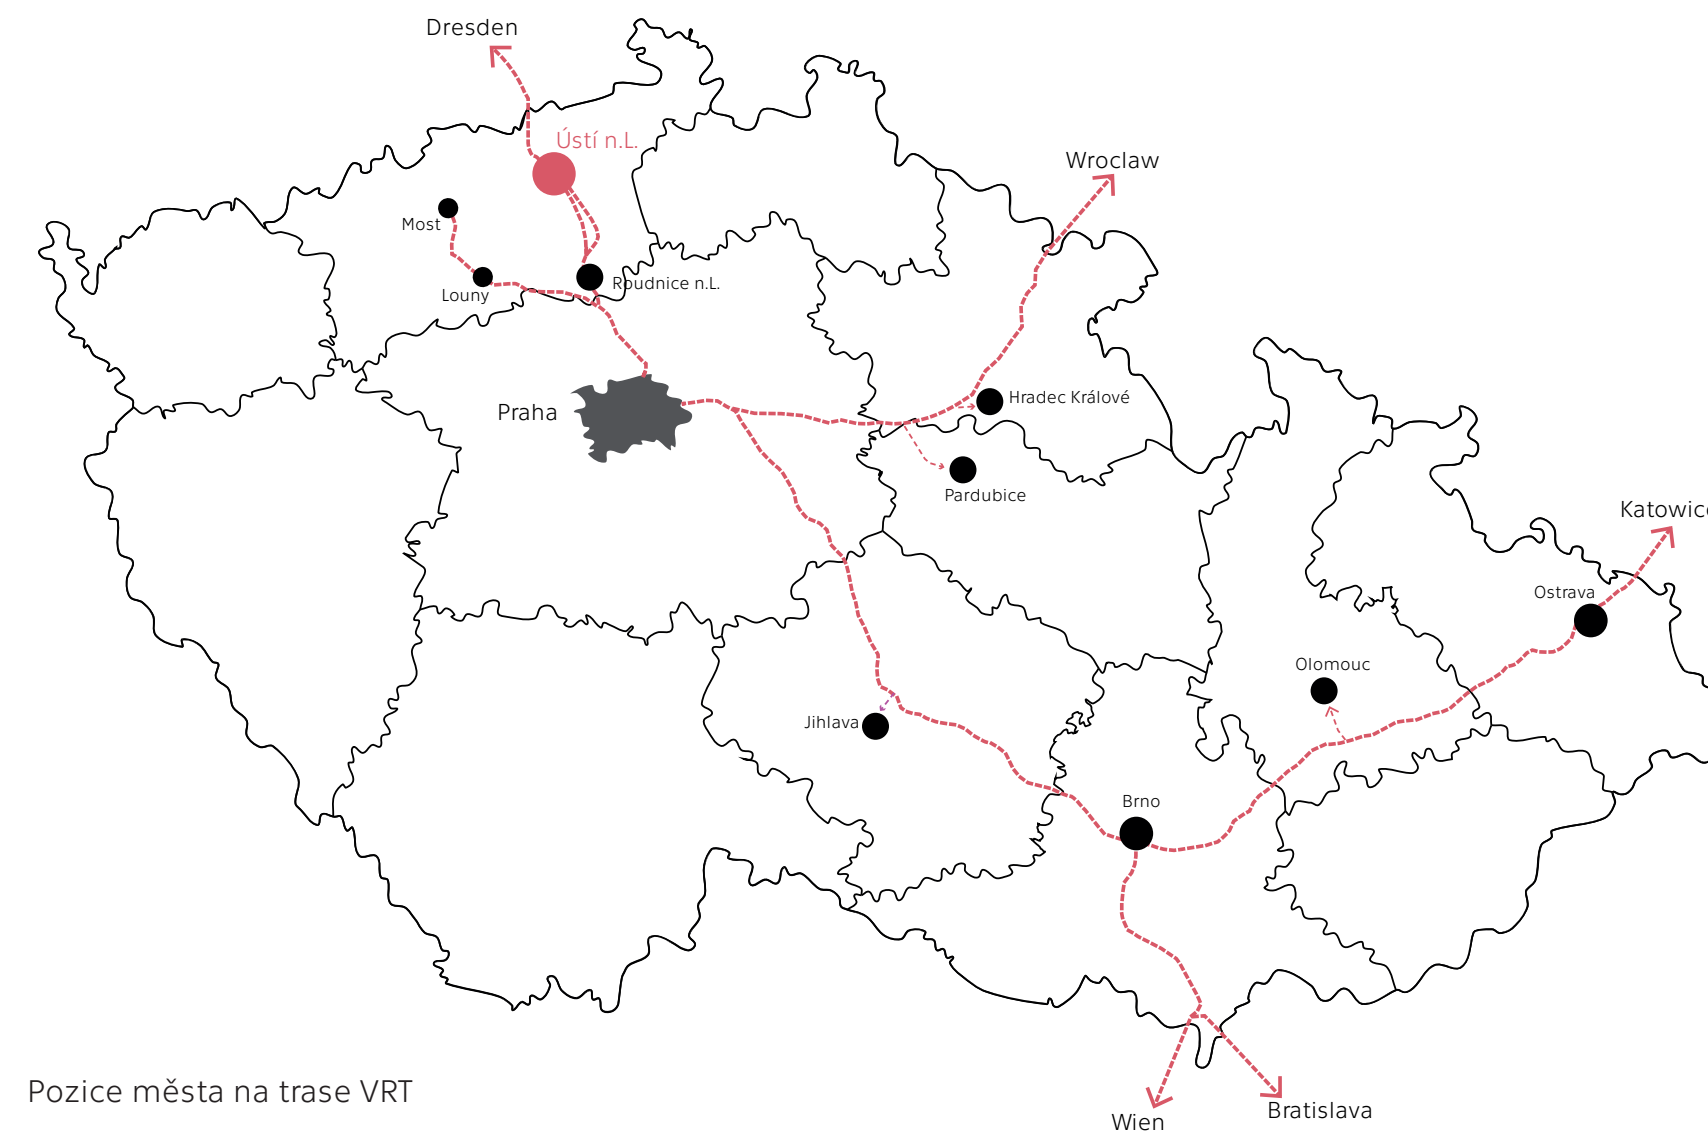 Dresden
Ústí n.L.
Wroclaw
Most
Louny
Roudnice n.L.
Praha
Hradec Králové
Pardubice
Katowice
Ostrava
Olomouc
Jihlava
Brno
Pozice města na trase VRT
Wien
Bratislava